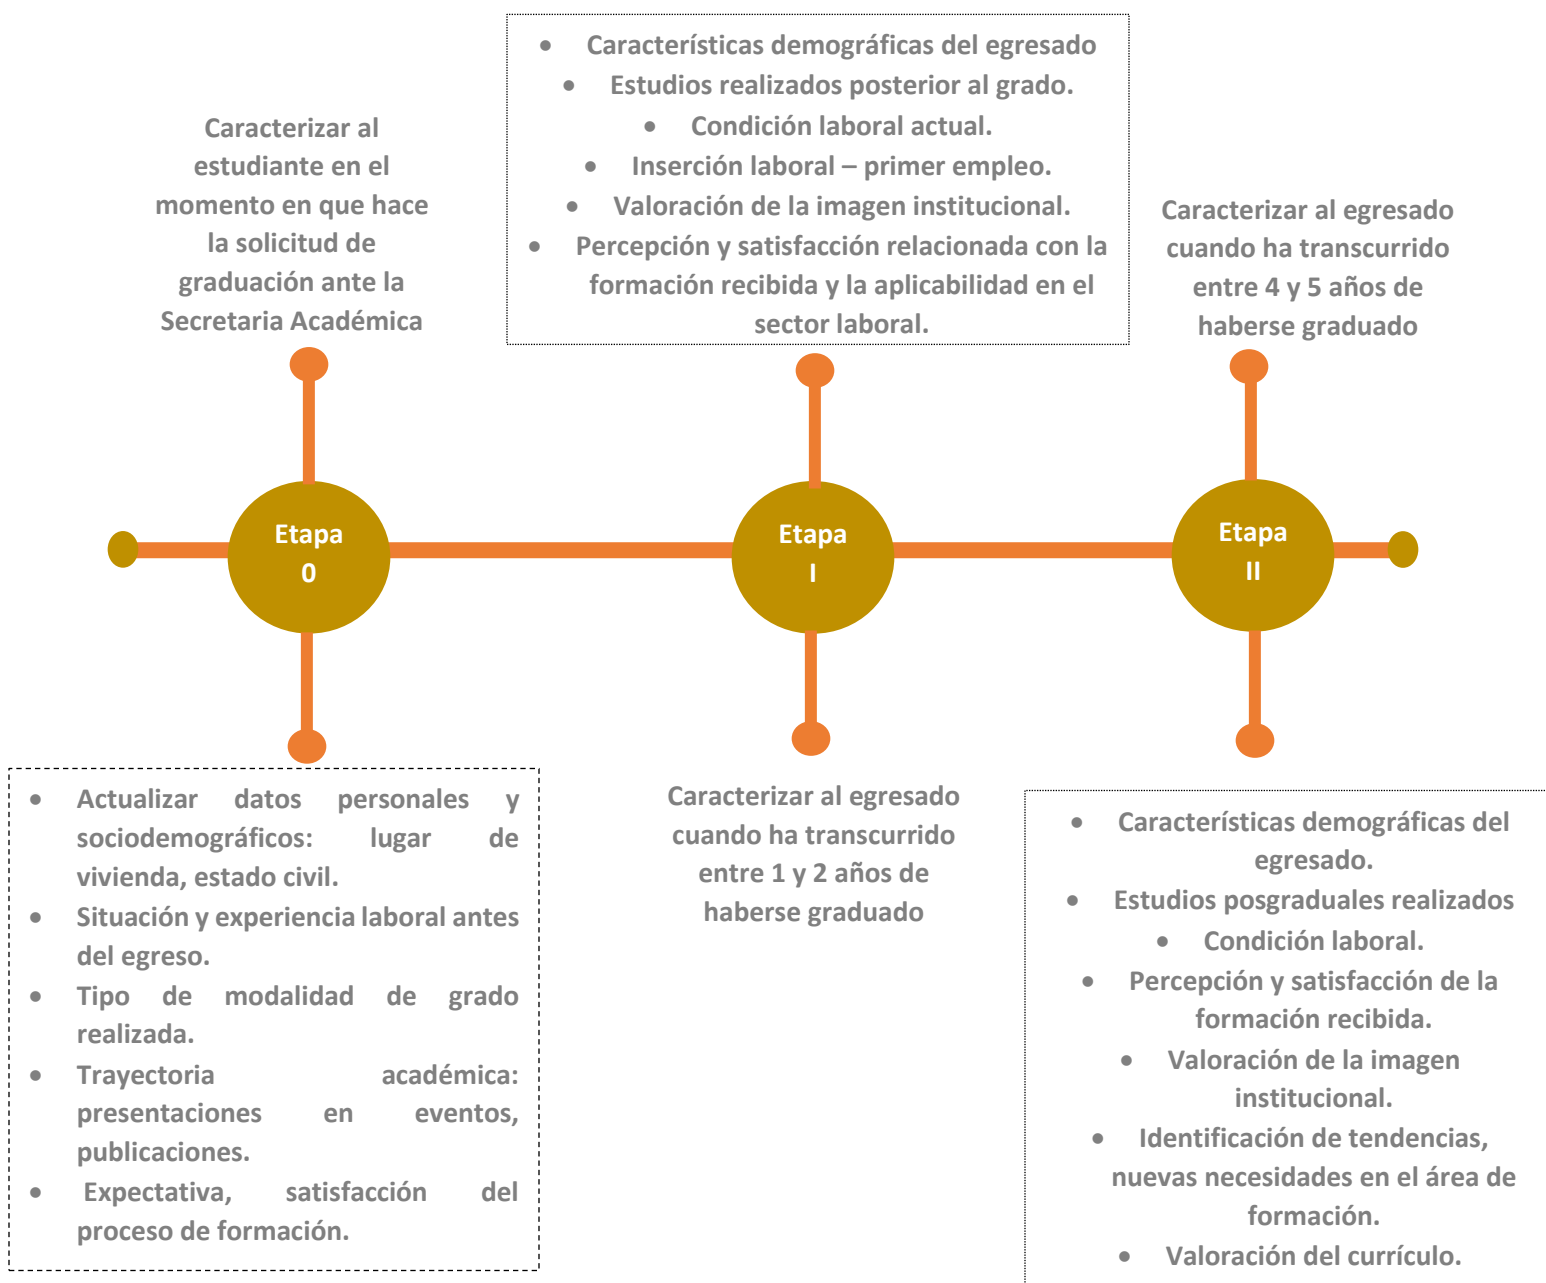 • Características demográficas del egresado
• Estudios realizados posterior al grado.
• Condición laboral actual.
• Inserción laboral – primer empleo.
• Valoración de la imagen institucional.
• Percepción y satisfacción relacionada con la
formación recibida y la aplicabilidad en el
sector laboral.
Caracterizar al
estudiante en el
momento en que hace
la solicitud de
graduación ante la
Secretaria Académica
Caracterizar al egresado
cuando ha transcurrido
entre 4 y 5 años de
haberse graduado
Etapa
0
Etapa
I
Etapa
II
• Actualizar datos personales y
sociodemográficos: lugar de
vivienda, estado civil.
• Situación y experiencia laboral antes
del egreso.
• Tipo de modalidad de grado
realizada.
• Trayectoria académica:
presentaciones en eventos,
publicaciones.
• Expectativa, satisfacción del
proceso de formación.
Caracterizar al egresado
cuando ha transcurrido
entre 1 y 2 años de
haberse graduado
• Características demográficas del
egresado.
• Estudios posgraduales realizados
• Condición laboral.
• Percepción y satisfacción de la
formación recibida.
• Valoración de la imagen
institucional.
• Identificación de tendencias,
nuevas necesidades en el área de
formación.
• Valoración del currículo.